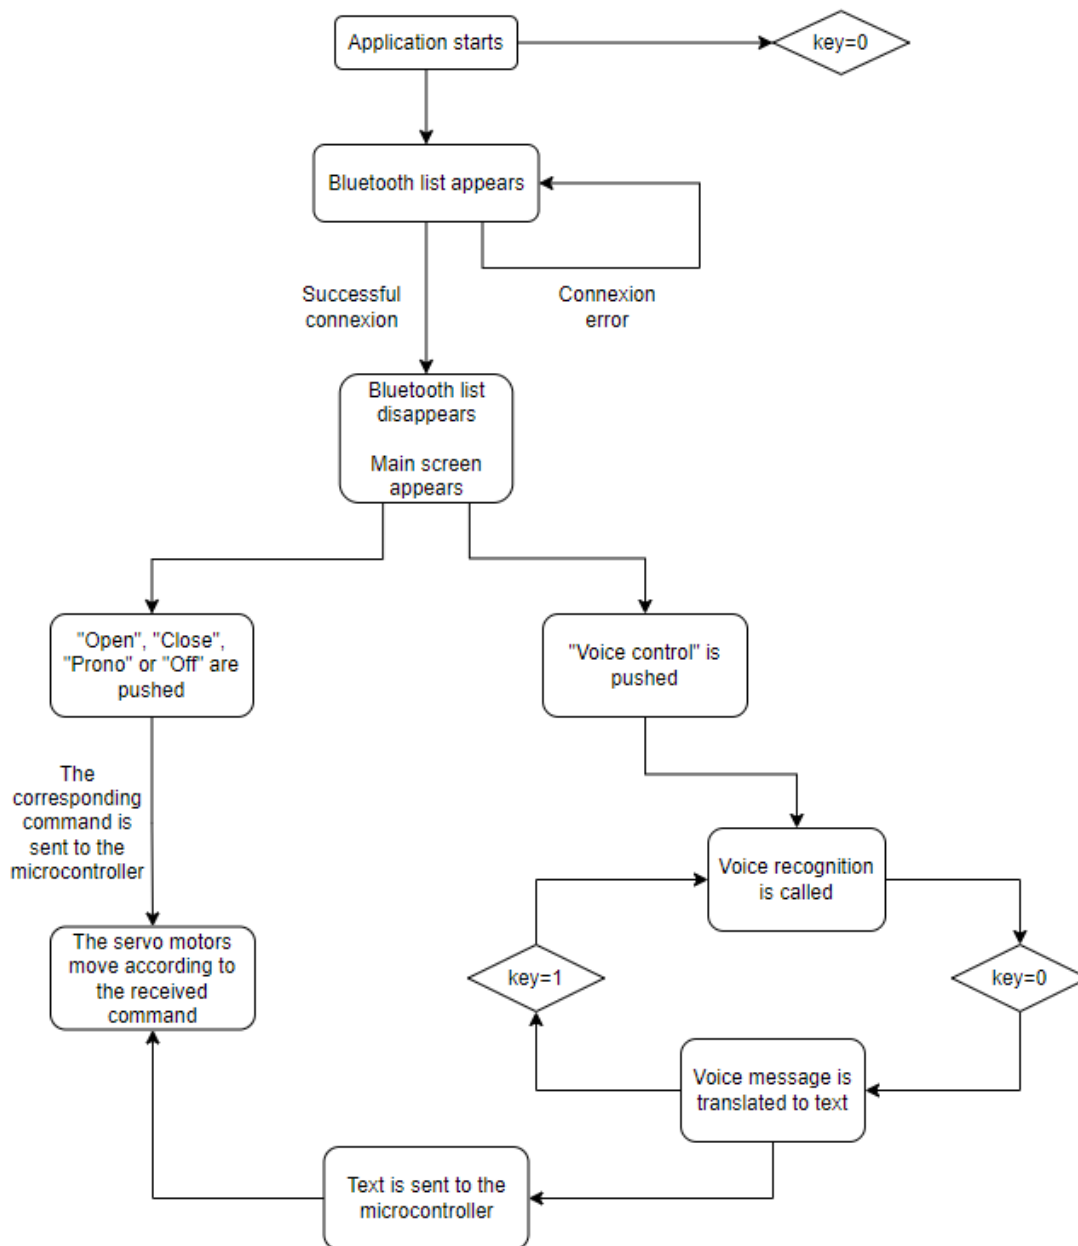 Application starts
key=0
Bluetooth list appears
Successful
connexion
Connexion
error
Bluetooth list
disappears
Main screen
appears
"Open", "Close",
"Prono" or "Off" are
pushed
"Voice control" is
pushed
The
corresponding
command is
sent to the
microcontroller
Voice recognition
is called
The servo motors
move according to
the received
command
key=1
key=0
Voice message is
translated to text
Text is sent to the
microcontroller